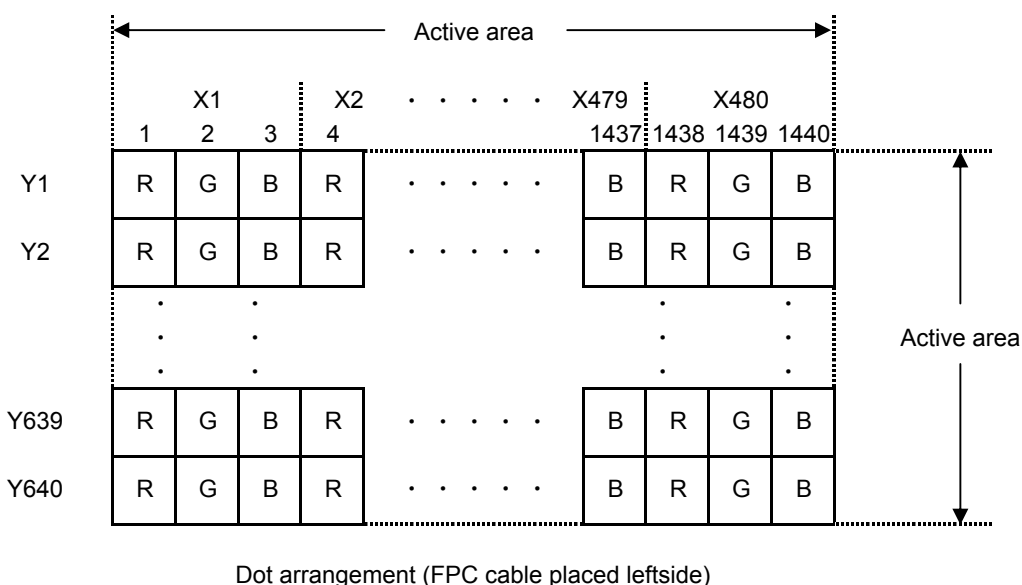 Active area
X1 X2 · · · · · X479 X480
1 2 3 4 1437 1438 1439 1440
Y1 R G B R · · · · · B R G B
Y2 R G B R · · · · · B R G B
· · · ·
· · · ·
Active area
· · · ·
Y639 R G B R · · · · · B R G B
Y640 R G B R · · · · · B R G B
Dot arrangement (FPC cable placed leftside)